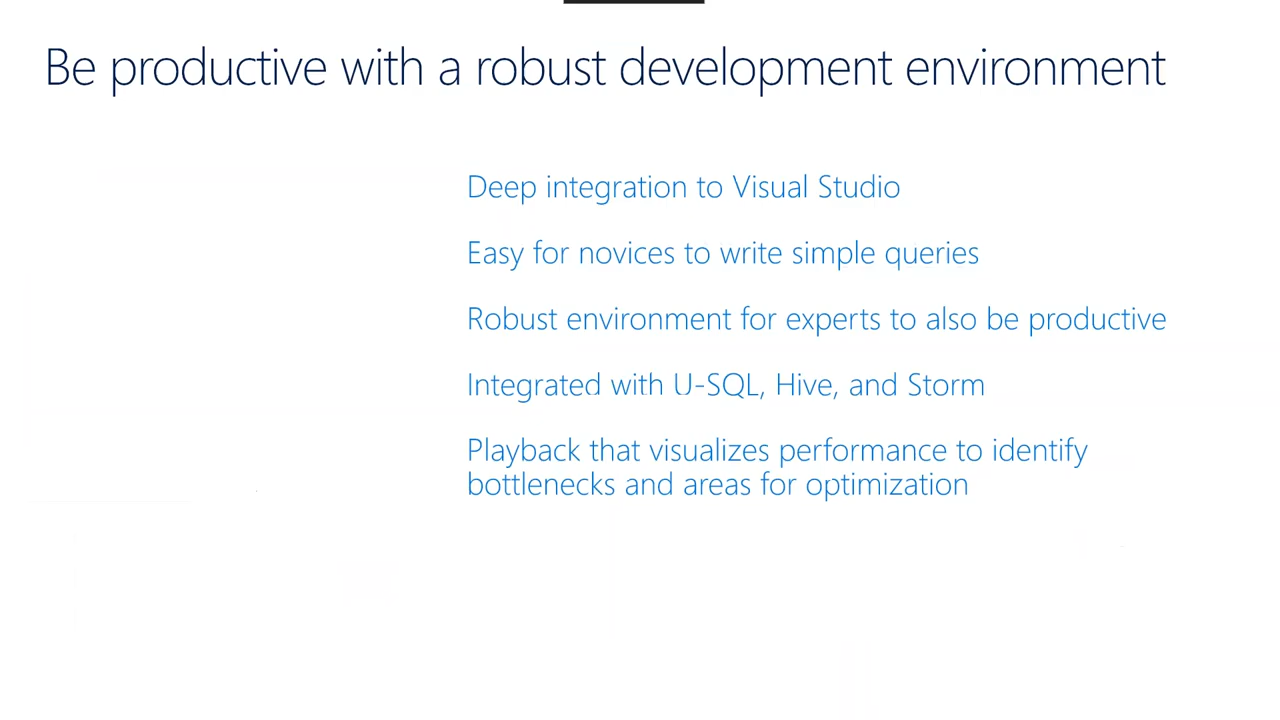 Be productive with a robust development environment
Deep integration to Visual Studio
Easy for novices to write simple queries
Robust environment for experts to also be productive
Integrated with U-SQL, Hive, and Storm
Playback that visualizes performance to identify
bottlenecks and areas for optimization